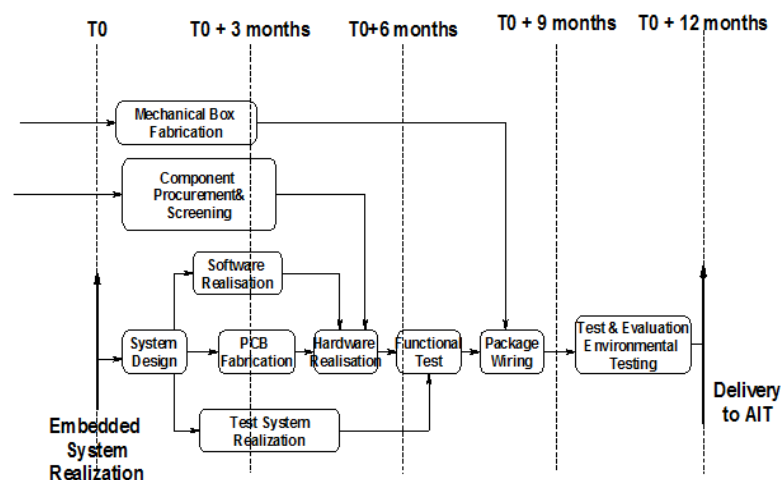 T0
T0 + 3 months
T0+6 months
T0 + 9 months
T0 + 12 months
Mechanical Box
Fabrication
Component
Procurement&
Screening
Software
Realisation
System
Design
PCB
Fabrication
Hardware
Realisation
Functional
Test
Package
Wiring
Test & Evaluation
Environmental
Testing
Test System
Realization
Embedded
System
Realization
Delivery
to AIT